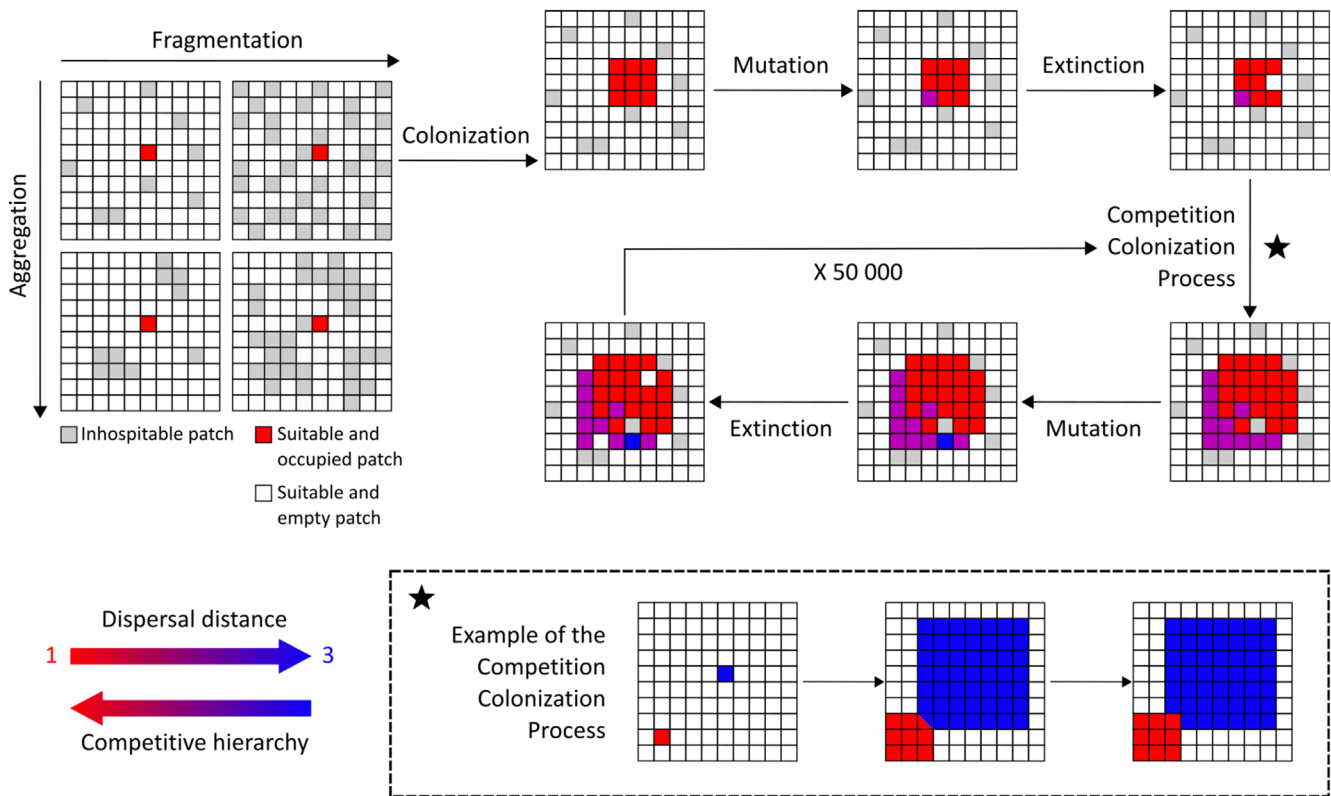 Fragmentation
Aggregation
Colonization
Mutation
Extinction
Competition
Colonization
Process
X 50 000
Extinction
Mutation
Inhospitable patch
Suitable and
occupied patch
Suitable and
empty patch
Dispersal distance
1
3
Competitive hierarchy
Example of the
Competition
Colonization
Process